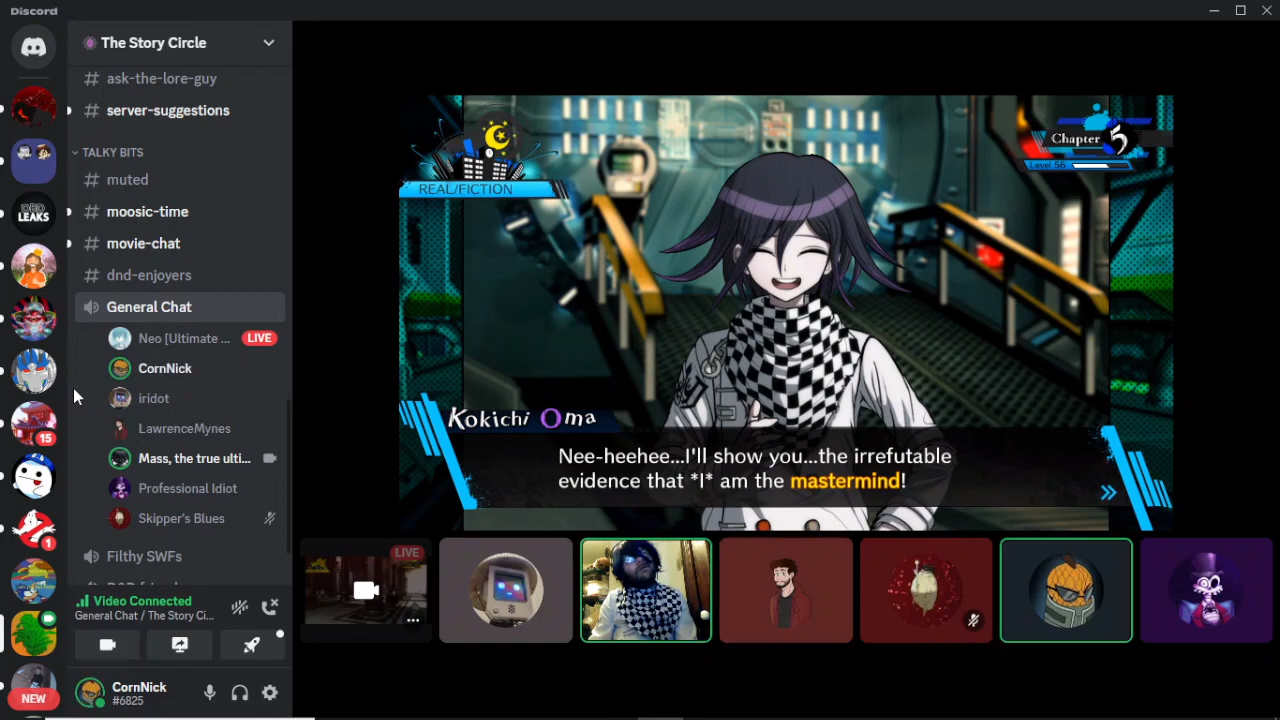 Discord
The Story Circle
ask-the-lore-guy
server-suggestions
TALKY BITS
muted
moosic-time
movie-chat
dnd-enjoyers
General Chat
Neo [Ultimate ...
LIVE
CornNick
iridot
LawrenceMynes
Mass, the true ulti...
Professional Idiot
Skipper's Blues
Filthy SWFs
Video Connected
General Chat / The Story Ci...
CornNick
#6825
LEAKS
15
1
NEW
REAL/FICTION
Chapter 5
Level 56
Kokichi Oma
Nee-heehee...I'll show you...the irrefutable
evidence that *I* am the mastermind!
LIVE